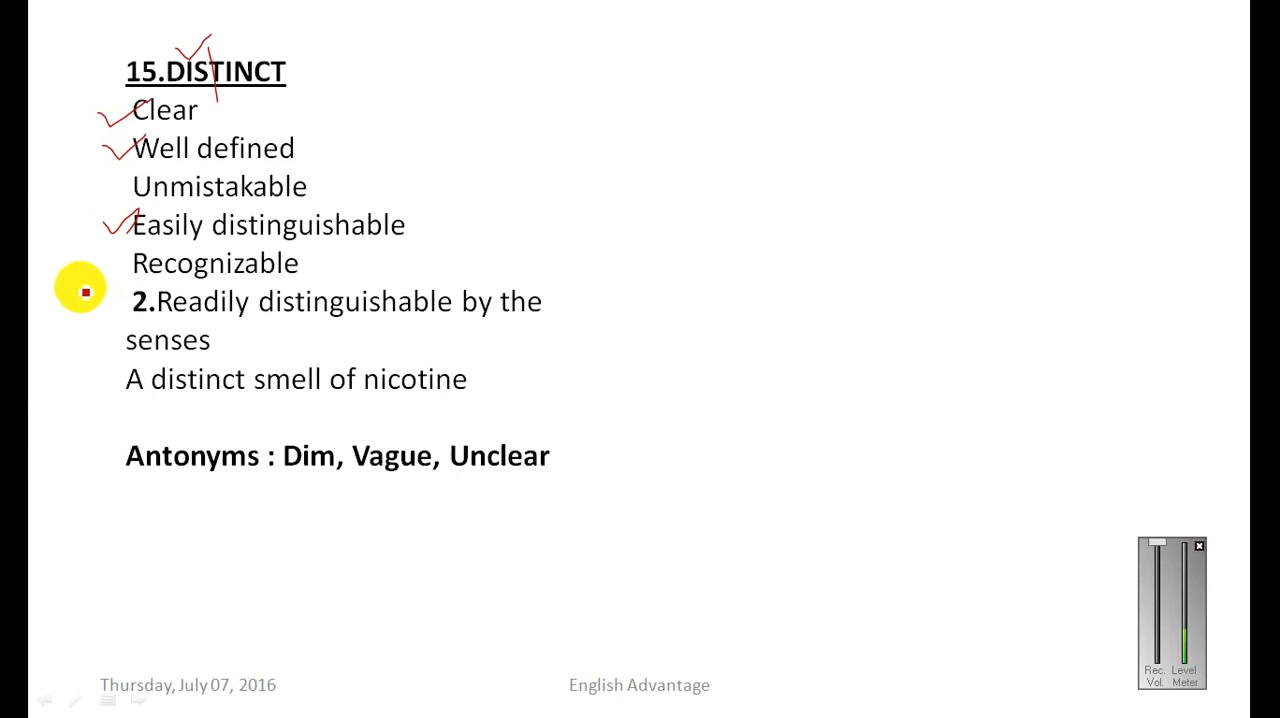 15.DISTINCT
Clear
Well defined
Unmistakable
Easily distinguishable
Recognizable
2.Readily distinguishable by the
senses
A distinct smell of nicotine
Antonyms : Dim, Vague, Unclear
Rec. Level
Vol. Meter
Thursday, July 07, 2016 English Advantage